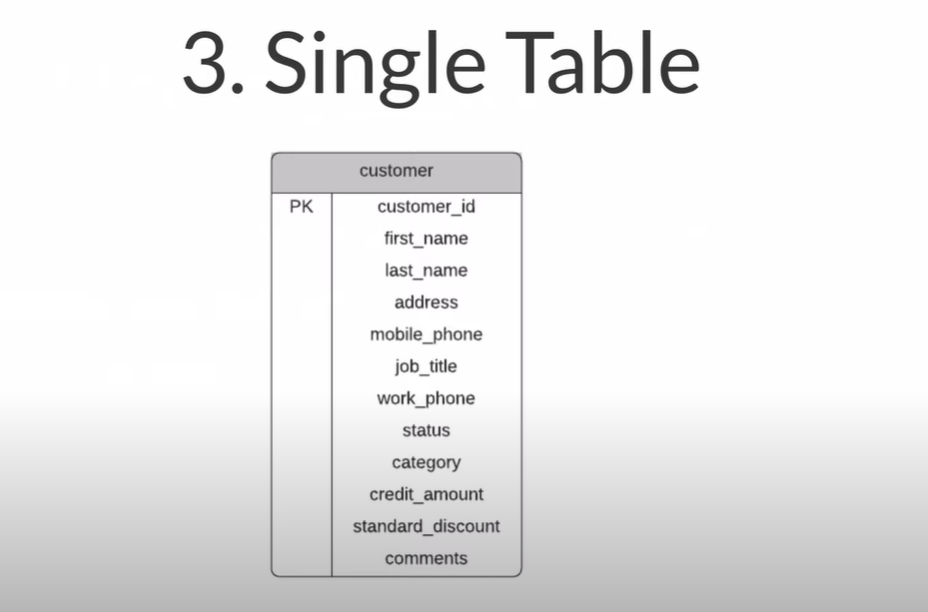 3. Single Table
customer
PK customer_id
first_name
last_name
address
mobile_phone
job_title
work_phone
status
category
credit_amount
standard_discount
comments